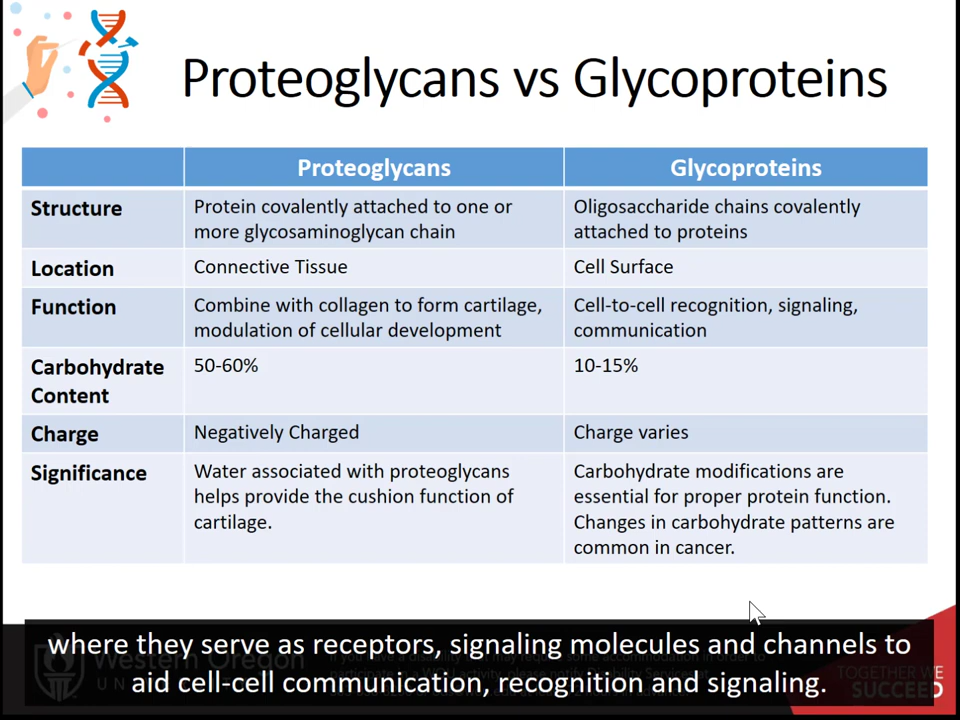 Proteoglycans vs Glycoproteins
Proteoglycans Glycoproteins
Structure
Protein covalently attached to one or
more glycosaminoglycan chain
Oligosaccharide chains covalently
attached to proteins
Location
Connective Tissue
Cell Surface
Function
Combine with collagen to form cartilage,
modulation of cellular development
Cell-to-cell recognition, signaling,
communication
Carbohydrate
Content
50-60%
10-15%
Charge
Negatively Charged
Charge varies
Significance
Water associated with proteoglycans
helps provide the cushion function of
cartilage.
Carbohydrate modifications are
essential for proper protein function.
Changes in carbohydrate patterns are
common in cancer.
where they serve as receptors, signaling molecules and channels to
aid cell-cell communication, recognition and signaling.
Western Oregon
TOGETHER WE
SUCCEED